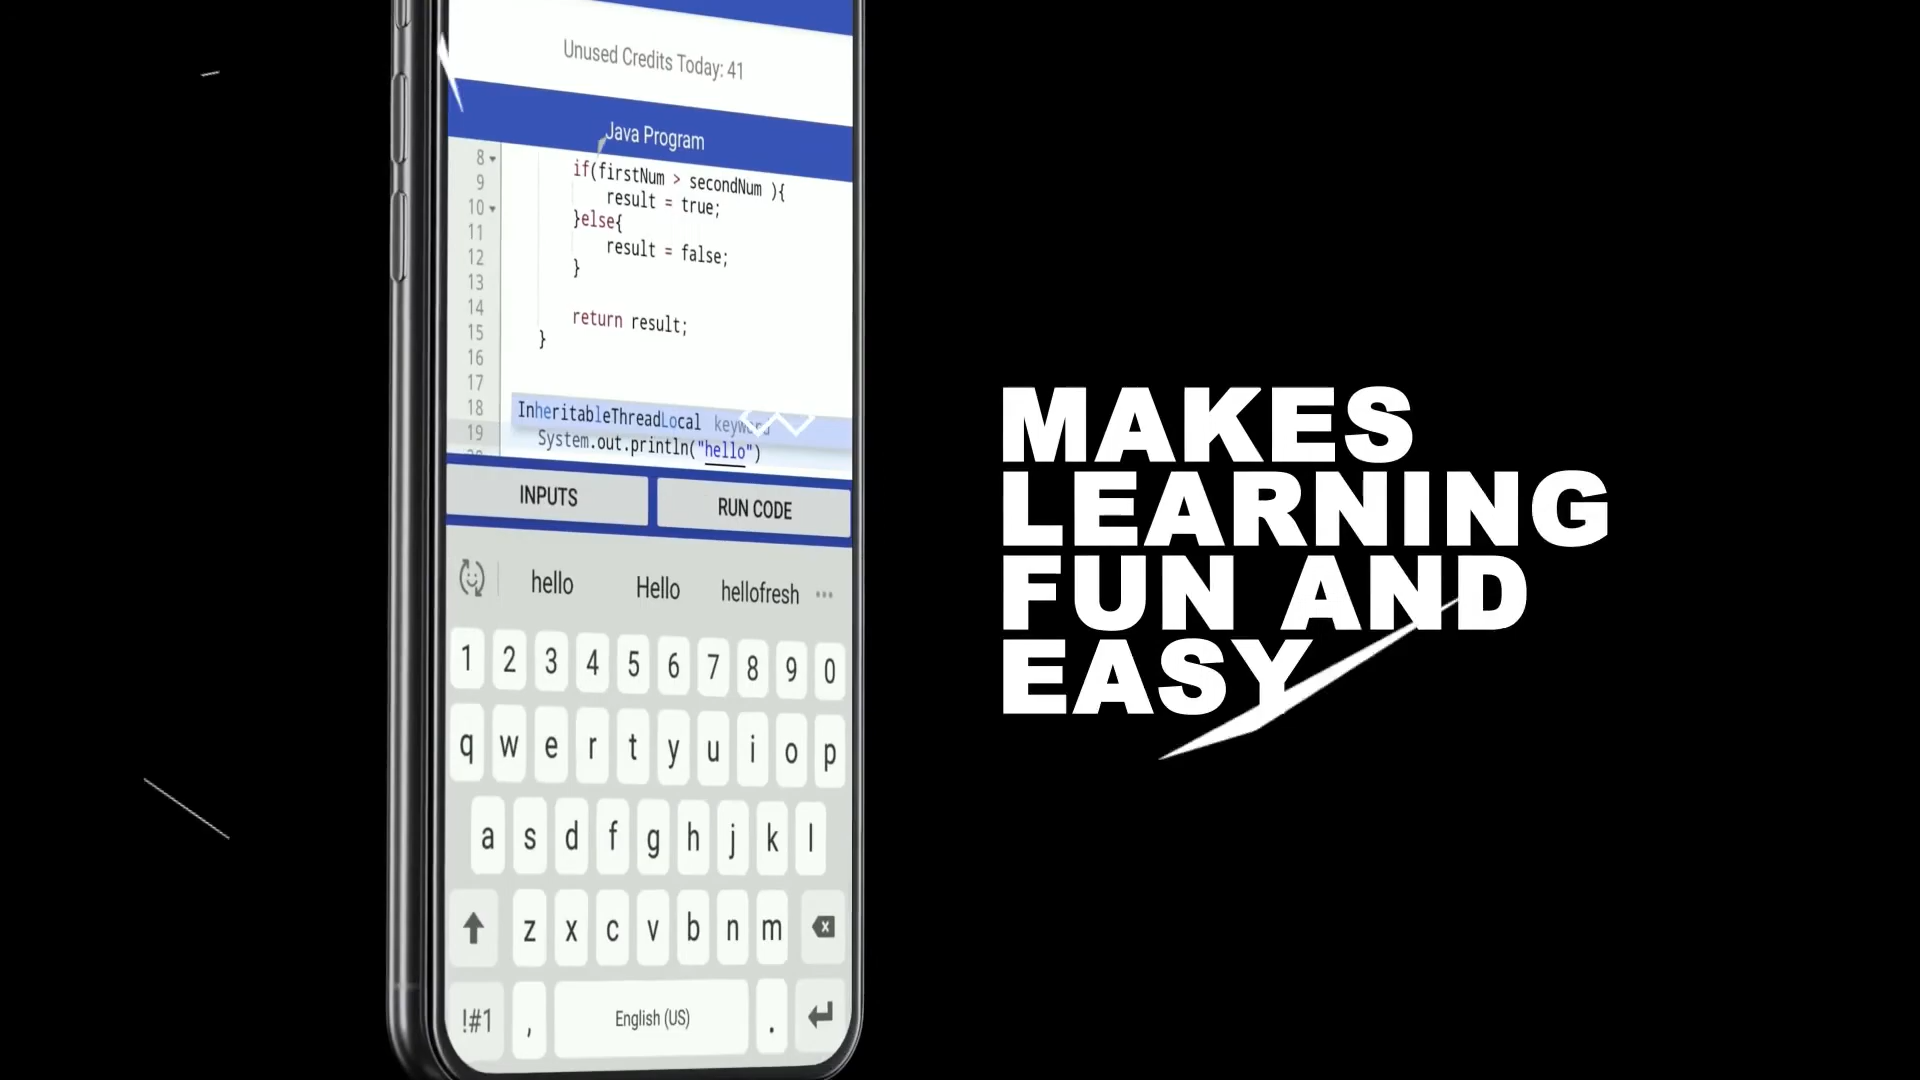 Unused Credits Today: 41
Java Program
8
if(firstNum > secondNum ){
9
result = true;
10
}else{
11
result = false;
12
}
13
14
return result;
15
}
16
17
18
InheritableThreadLocal keyword
19
System.out.println("hello")
20
INPUTS
RUN CODE
hello Hello hellofresh ...
1 2 3 4 5 6 7 8 9 0
q w e r t y u i o p
a s d f g h j k l
z x c v b n m
!#1 , English (US) .
MAKES
LEARNING
FUN AND
EASY